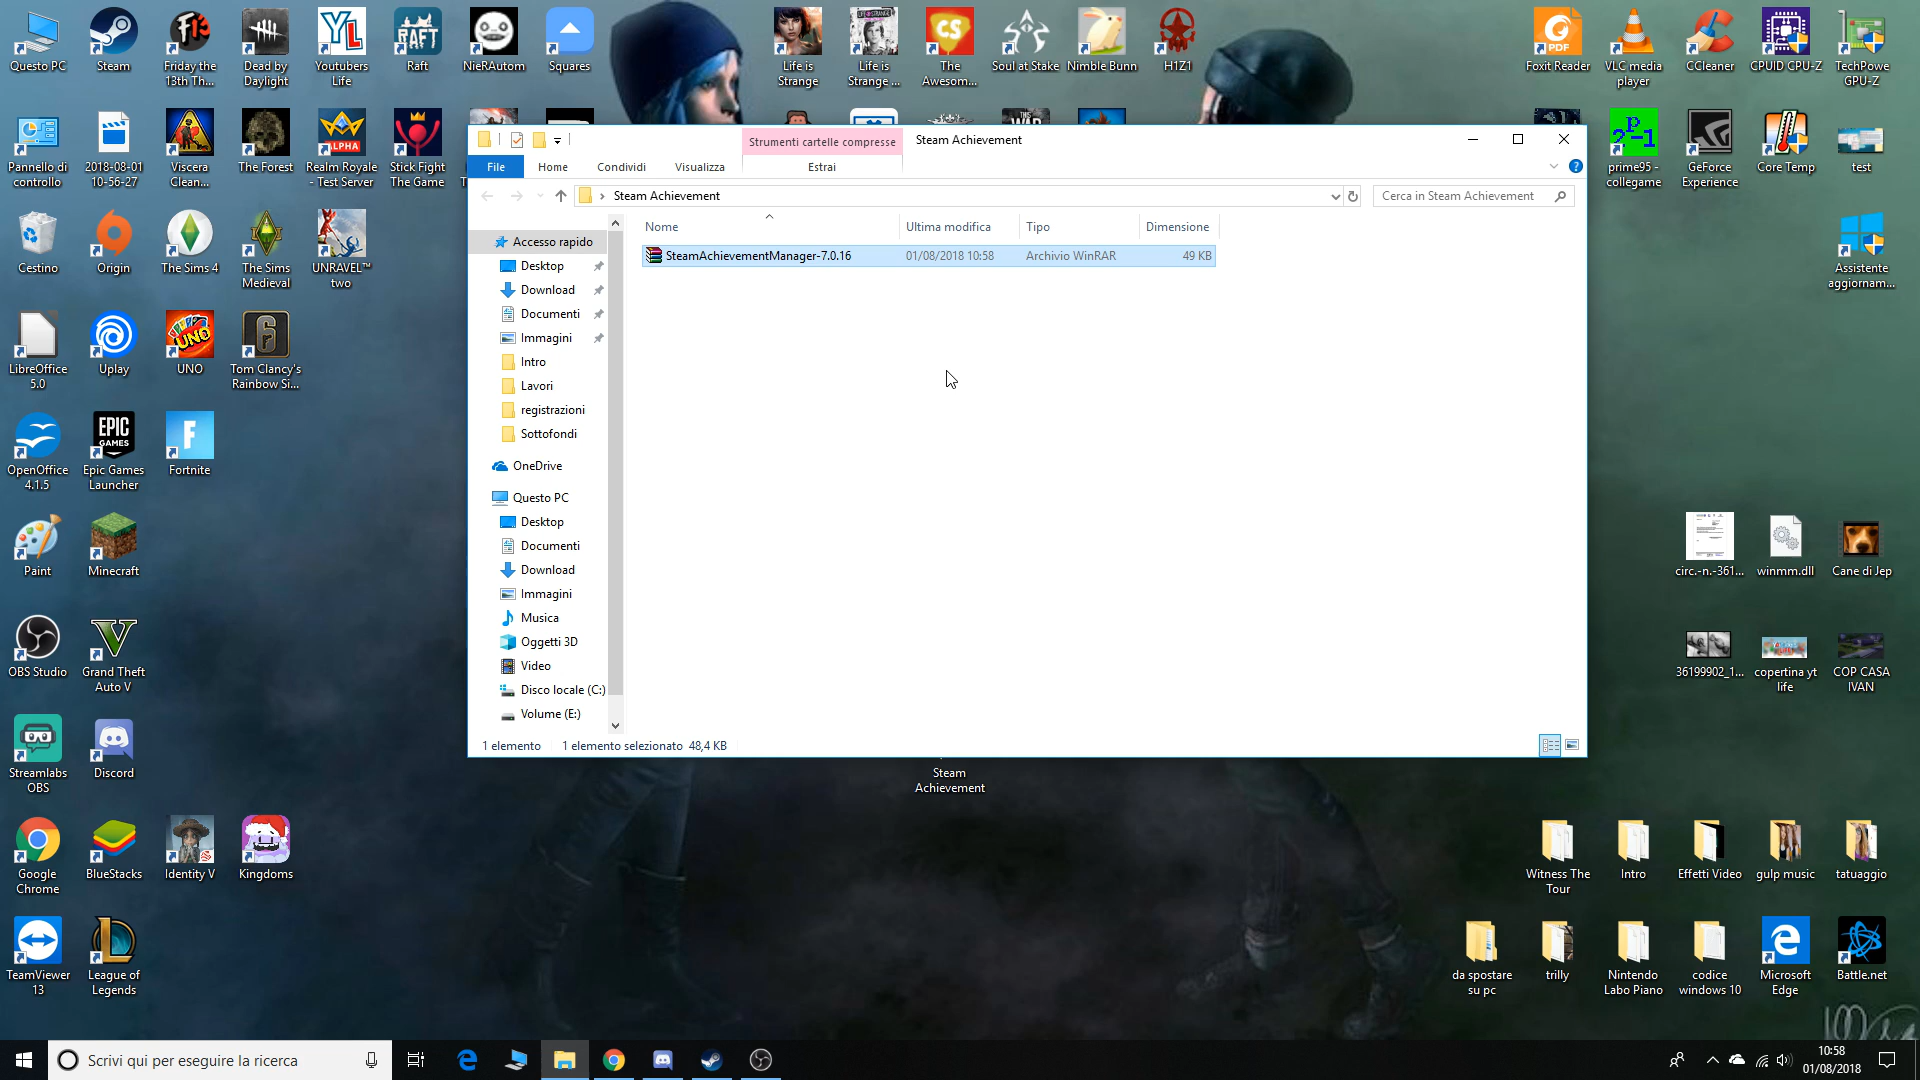 Questo PC
Steam
Friday the
13th Th...
Dead by
Daylight
Youtubers
Life
Raft
NieRAutom
Squares
Life is
Strange
Life is
Strange ...
The
Awesom...
Soul at Stake
Nimble Bunn
H1Z1
Foxit Reader
VLC media
player
CCleaner
CPUID CPU-Z
TechPowe
GPU-Z
Pannello di
controllo
2018-08-01
10-56-27
Viscera
Clean...
The Forest
Realm Royale
- Test Server
Stick Fight
The Game
prime95 -
collegame
GeForce
Experience
Core Temp
test
Strumenti cartelle compresse
Steam Achievement
File
Home
Condividi
Visualizza
Estrai
Steam Achievement
Cerca in Steam Achievement
Nome
Ultima modifica
Tipo
Dimensione
SteamAchievementManager-7.0.16
01/08/2018 10:58
Archivio WinRAR
49 KB
Accesso rapido
Desktop
Download
Documenti
Immagini
Intro
Lavori
registrazioni
Sottofondi
OneDrive
Questo PC
Desktop
Documenti
Download
Immagini
Musica
Oggetti 3D
Video
Disco locale (C:)
Volume (E:)
1 elemento
1 elemento selezionato 48,4 KB
Cestino
Origin
The Sims 4
The Sims
Medieval
UNRAVEL™
two
Assistente
aggiornam...
LibreOffice
5.0
Uplay
UNO
Tom Clancy's
Rainbow Si...
OpenOffice
4.1.5
Epic Games
Launcher
Fortnite
Paint
Minecraft
circ.-n.-361...
winmm.dll
Cane di Jep
OBS Studio
Grand Theft
Auto V
36199902_1...
copertina yt
life
COP CASA
IVAN
Streamlabs
OBS
Discord
Steam
Achievement
Google
Chrome
BlueStacks
Identity V
Kingdoms
Witness The
Tour
Intro
Effetti Video
gulp music
tatuaggio
TeamViewer
13
League of
Legends
da spostare
su pc
trilly
Nintendo
Labo Piano
codice
windows 10
Microsoft
Edge
Battle.net
Scrivi qui per eseguire la ricerca
10:58
01/08/2018